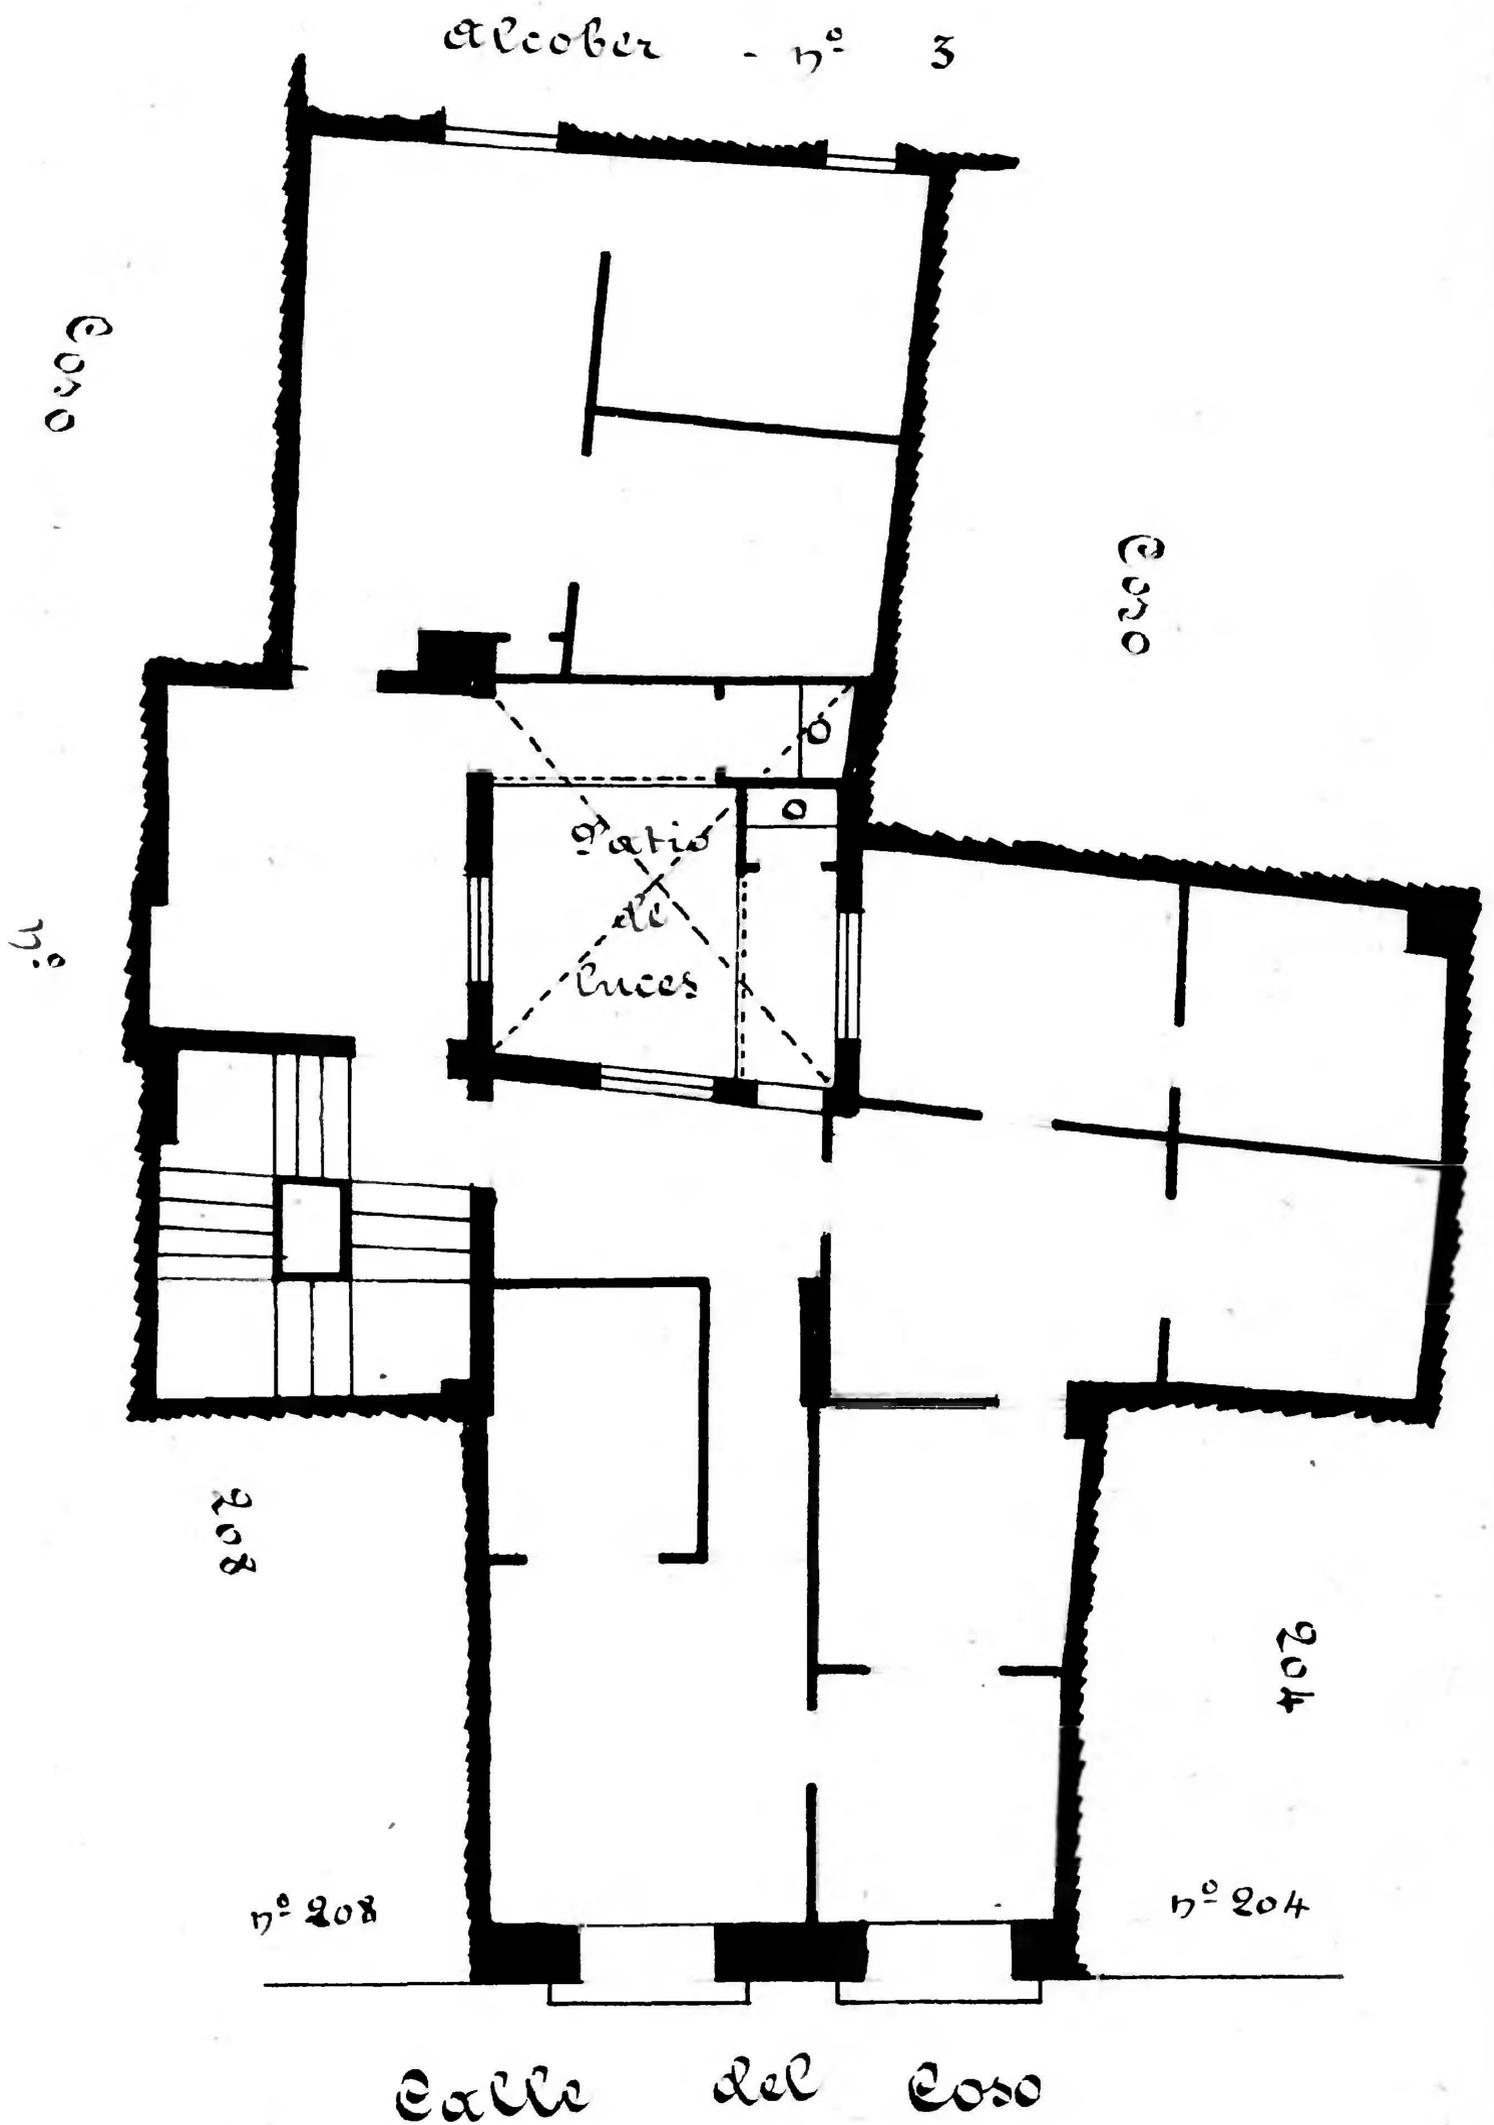 Alcober - nº 3
Coso
Coso
Patio
de
luces
nº
208
204
nº 208
nº 204
Calle del Coso